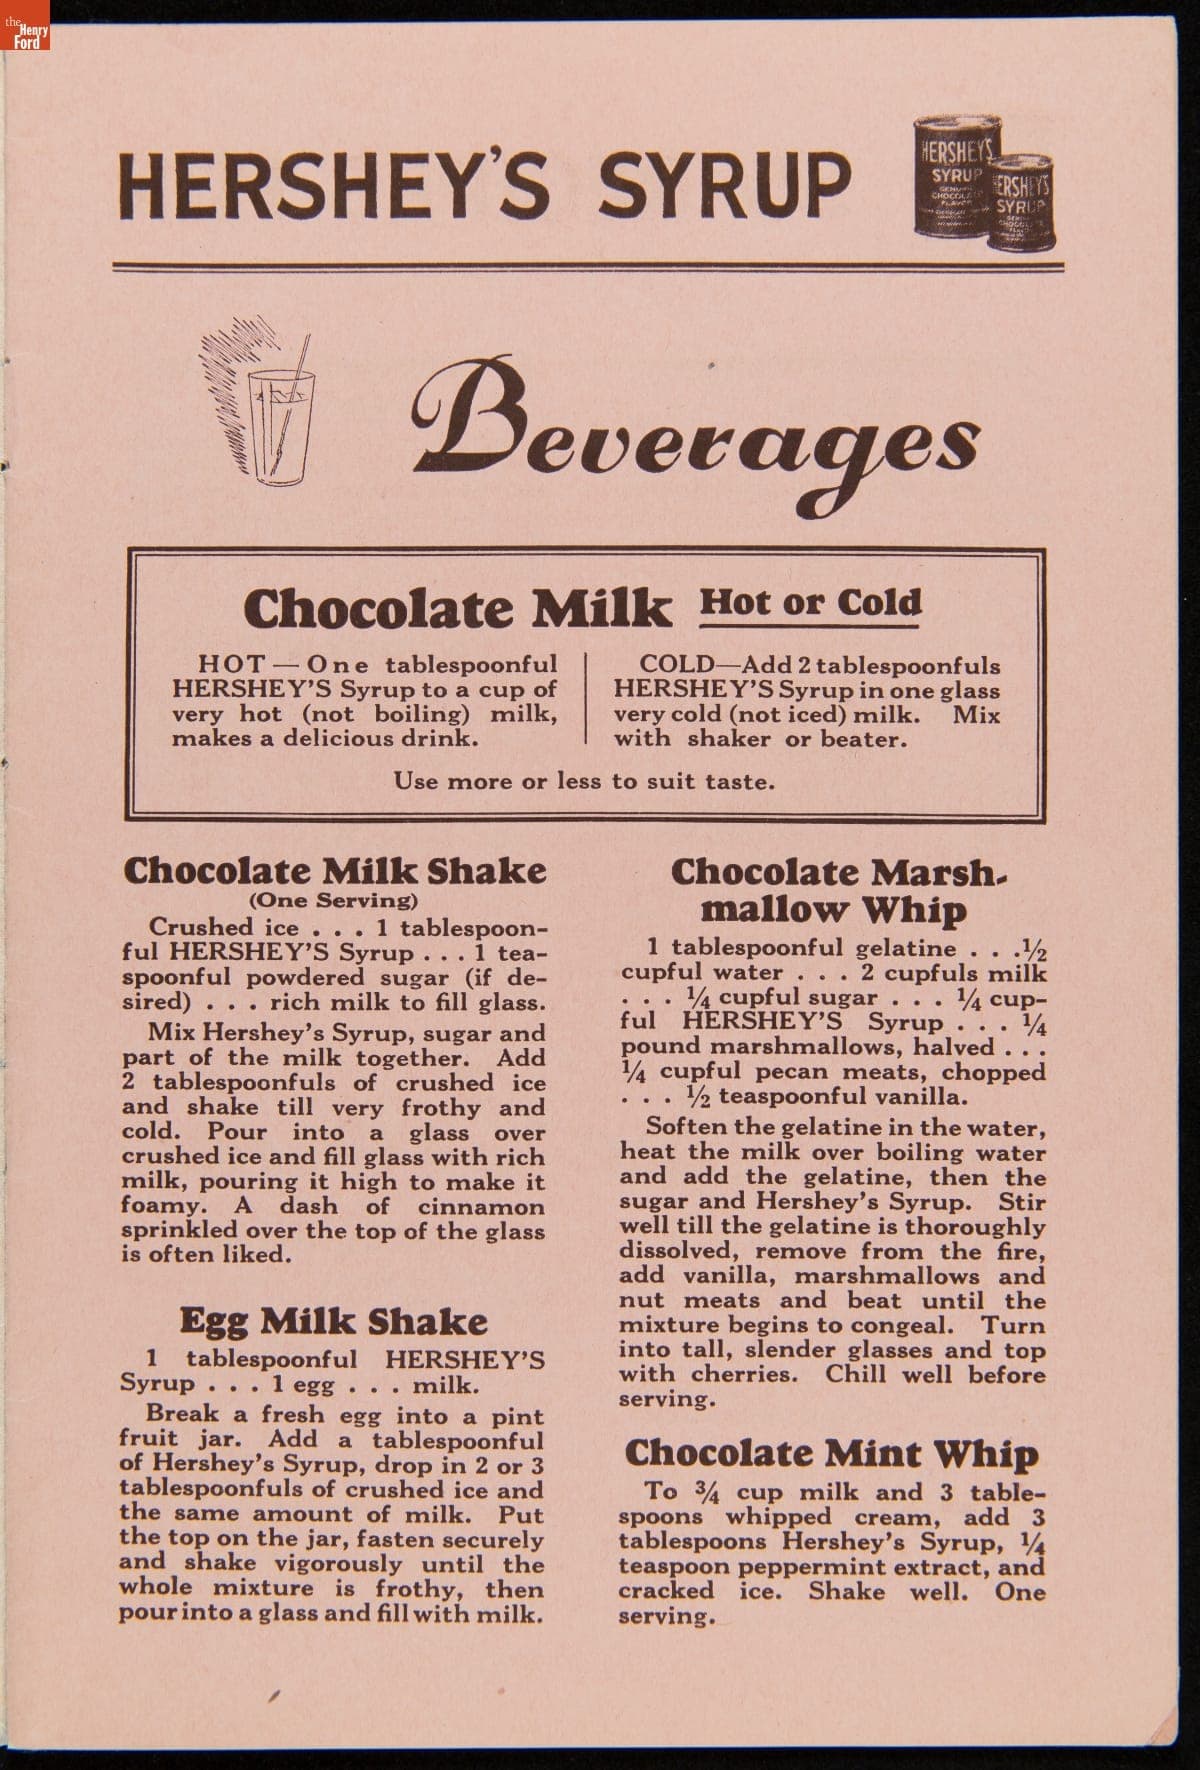 the
Henry
Ford
HERSHEY'S SYRUP
HERSHEY'S
SYRUP
GENUINE
CHOCOLATE
FLAVOR
HERSHEY'S
SYRUP
Beverages
Chocolate Milk Hot or Cold
HOT — One tablespoonful
HERSHEY'S Syrup to a cup of
very hot (not boiling) milk,
makes a delicious drink.
COLD—Add 2 tablespoonfuls
HERSHEY'S Syrup in one glass
very cold (not iced) milk. Mix
with shaker or beater.
Use more or less to suit taste.
Chocolate Milk Shake
(One Serving)
Crushed ice . . . 1 tablespoon-
ful HERSHEY'S Syrup . . . 1 tea-
spoonful powdered sugar (if de-
sired) . . . rich milk to fill glass.
Mix Hershey's Syrup, sugar and
part of the milk together. Add
2 tablespoonfuls of crushed ice
and shake till very frothy and
cold. Pour into a glass over
crushed ice and fill glass with rich
milk, pouring it high to make it
foamy. A dash of cinnamon
sprinkled over the top of the glass
is often liked.
Egg Milk Shake
1 tablespoonful HERSHEY'S
Syrup . . . 1 egg . . . milk.
Break a fresh egg into a pint
fruit jar. Add a tablespoonful
of Hershey's Syrup, drop in 2 or 3
tablespoonfuls of crushed ice and
the same amount of milk. Put
the top on the jar, fasten securely
and shake vigorously until the
whole mixture is frothy, then
pour into a glass and fill with milk.
Chocolate Marsh-
mallow Whip
1 tablespoonful gelatine . . .½
cupful water . . . 2 cupfuls milk
. . . ¼ cupful sugar . . . ¼ cup-
ful HERSHEY'S Syrup . . . ¼
pound marshmallows, halved . . .
¼ cupful pecan meats, chopped
. . . ½ teaspoonful vanilla.
Soften the gelatine in the water,
heat the milk over boiling water
and add the gelatine, then the
sugar and Hershey's Syrup. Stir
well till the gelatine is thoroughly
dissolved, remove from the fire,
add vanilla, marshmallows and
nut meats and beat until the
mixture begins to congeal. Turn
into tall, slender glasses and top
with cherries. Chill well before
serving.
Chocolate Mint Whip
To ¾ cup milk and 3 table-
spoons whipped cream, add 3
tablespoons Hershey's Syrup, ¼
teaspoon peppermint extract, and
cracked ice. Shake well. One
serving.